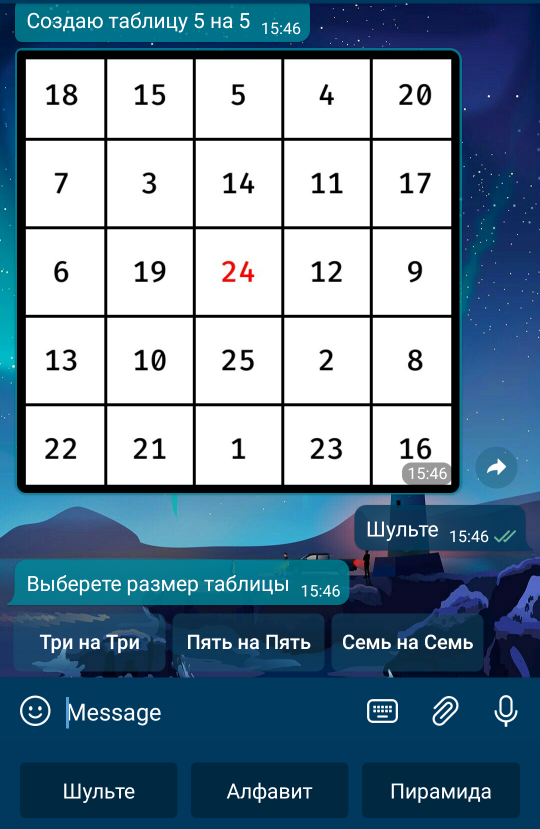 Создаю таблицу 5 на 5 15:46
18 15 5 4 20
7 3 14 11 17
6 19 24 12 9
13 10 25 2 8
22 21 1 23 16
15:46
Шульте 15:46
Выберете размер таблицы 15:46
Три на Три Пять на Пять Семь на Семь
Message
Шульте Алфавит Пирамида